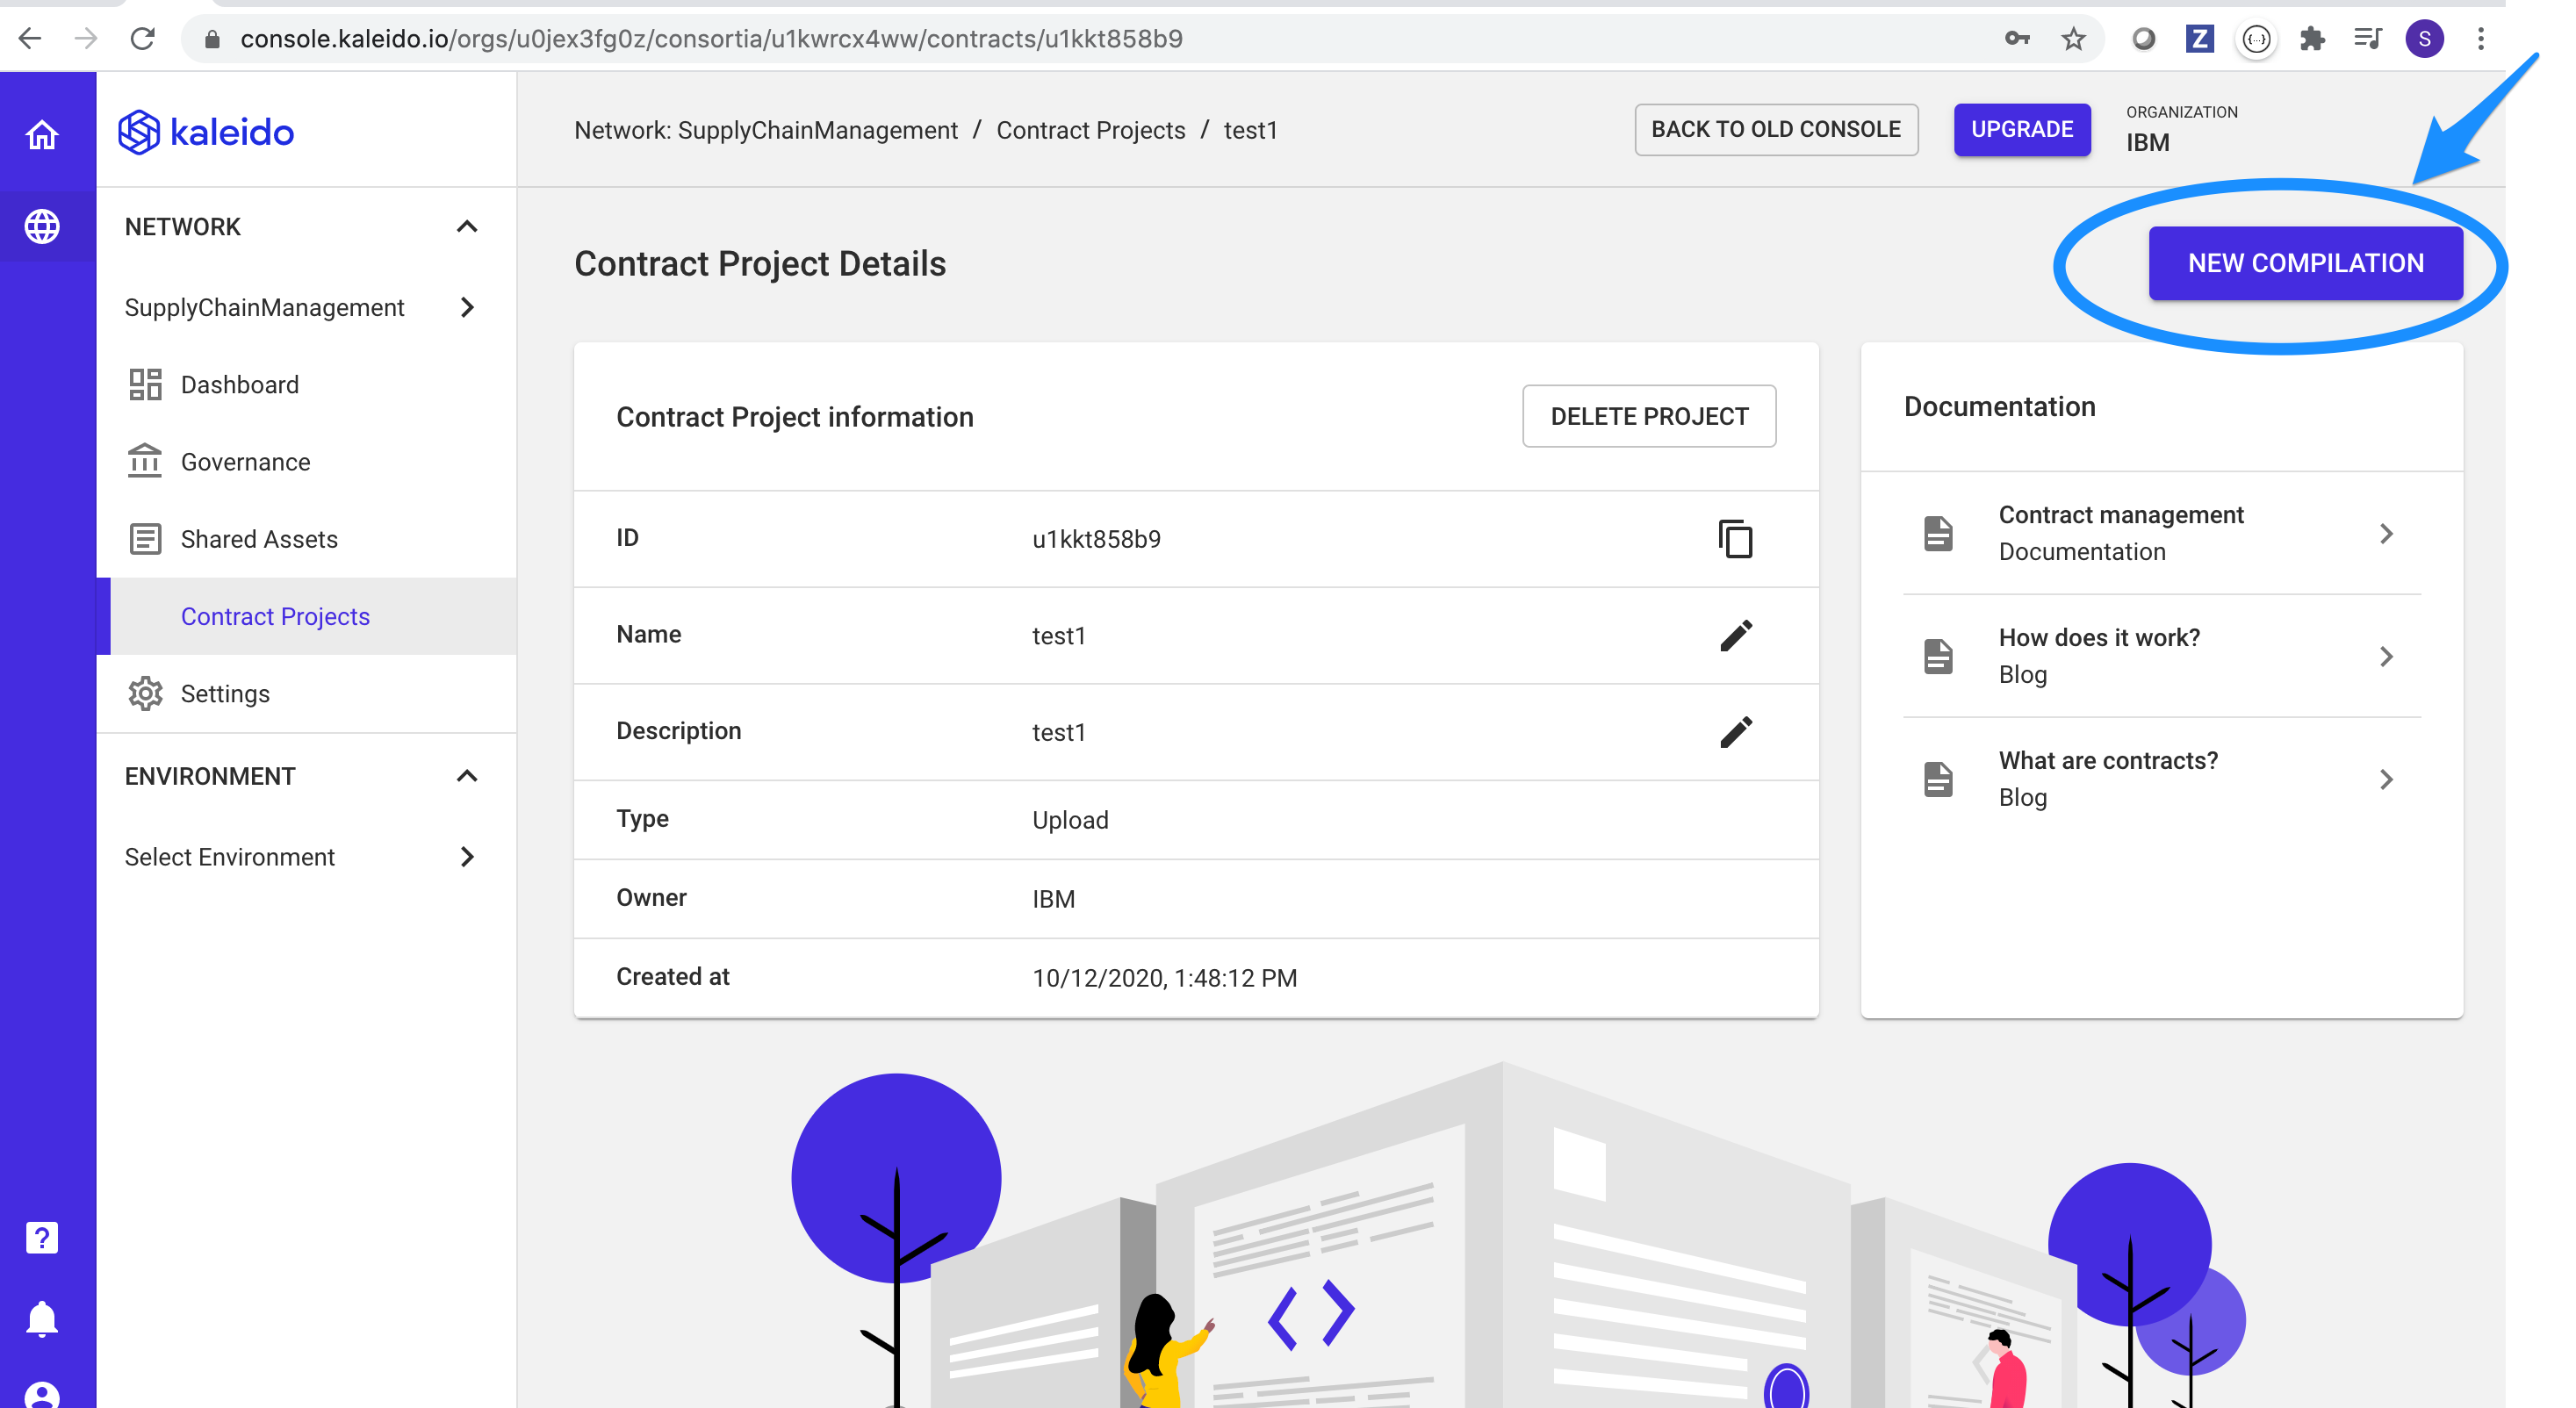 console.kaleido.io/orgs/u0jex3fg0z/consortia/u1kwrcx4ww/contracts/u1kkt858b9
Z
{...}
S
kaleido
Network: SupplyChainManagement / Contract Projects / test1
BACK TO OLD CONSOLE
UPGRADE
ORGANIZATION
IBM
NETWORK
SupplyChainManagement
Dashboard
Governance
Shared Assets
Contract Projects
Settings
ENVIRONMENT
Select Environment
?
Contract Project Details
NEW COMPILATION
Contract Project information
DELETE PROJECT
ID u1kkt858b9
Name test1
Description test1
Type Upload
Owner IBM
Created at 10/12/2020, 1:48:12 PM
Documentation
Contract management
Documentation
How does it work?
Blog
What are contracts?
Blog